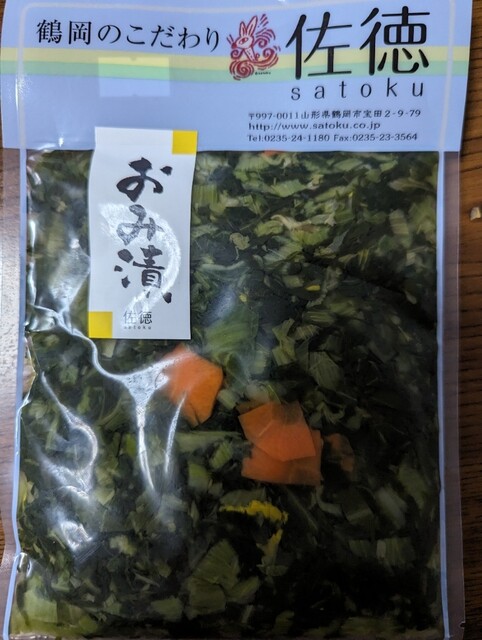 鶴岡のこだわり
佐徳
satoku
〒997-0011山形県鶴岡市宝田2-9-79
http://www.satoku.co.jp
Tel:0235-24-1180 Fax:0235-23-3564
おみ漬
佐徳
satoku